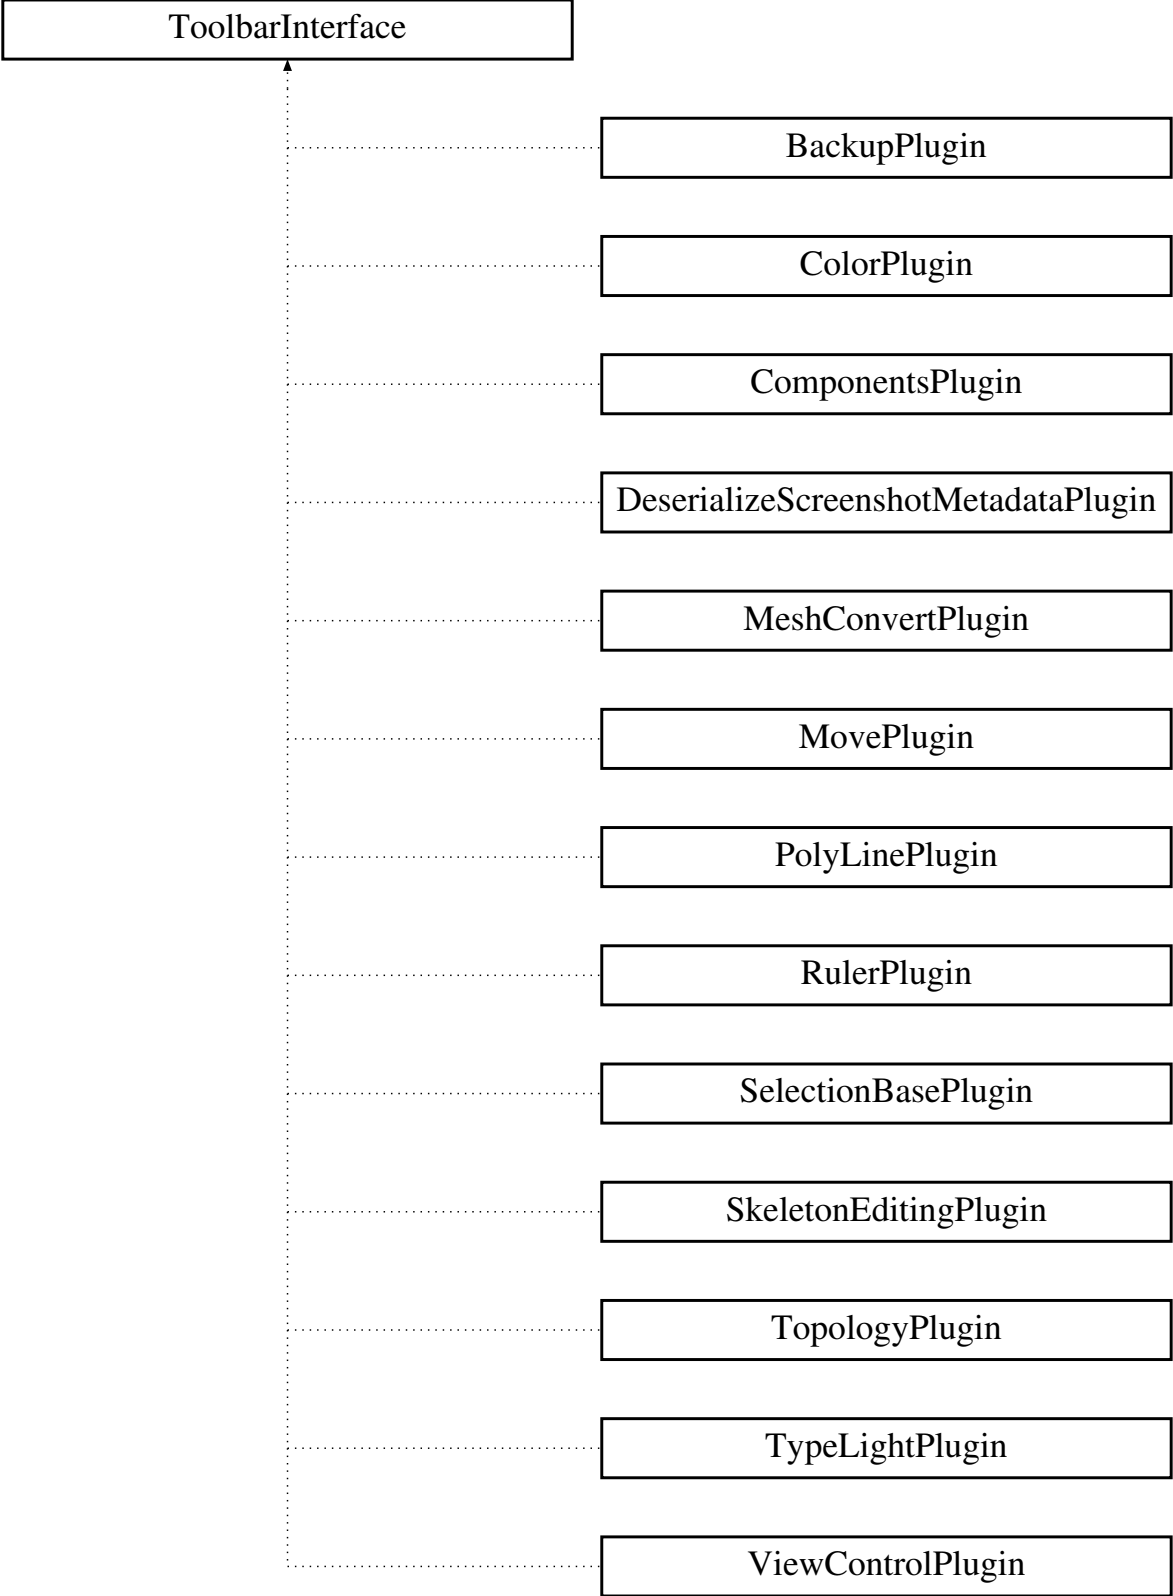 ToolbarInterface
BackupPlugin
ColorPlugin
ComponentsPlugin
DeserializeScreenshotMetadataPlugin
MeshConvertPlugin
MovePlugin
PolyLinePlugin
RulerPlugin
SelectionBasePlugin
SkeletonEditingPlugin
TopologyPlugin
TypeLightPlugin
ViewControlPlugin